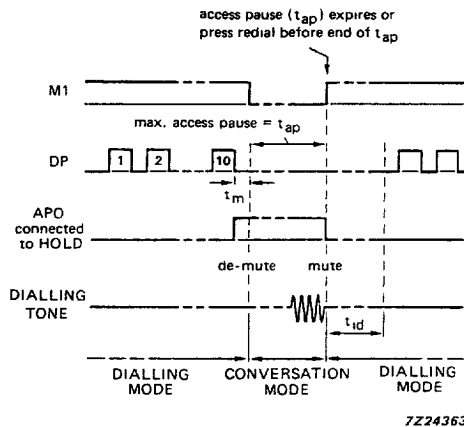 access pause (tap) expires or
press redial before end of tap
M1
max. access pause = tap
DP
1 2 10
tm
APO
connected
to HOLD
de-mute mute
DIALLING
TONE
tid
DIALLING
MODE
CONVERSATION
MODE
DIALLING
MODE
7Z24363